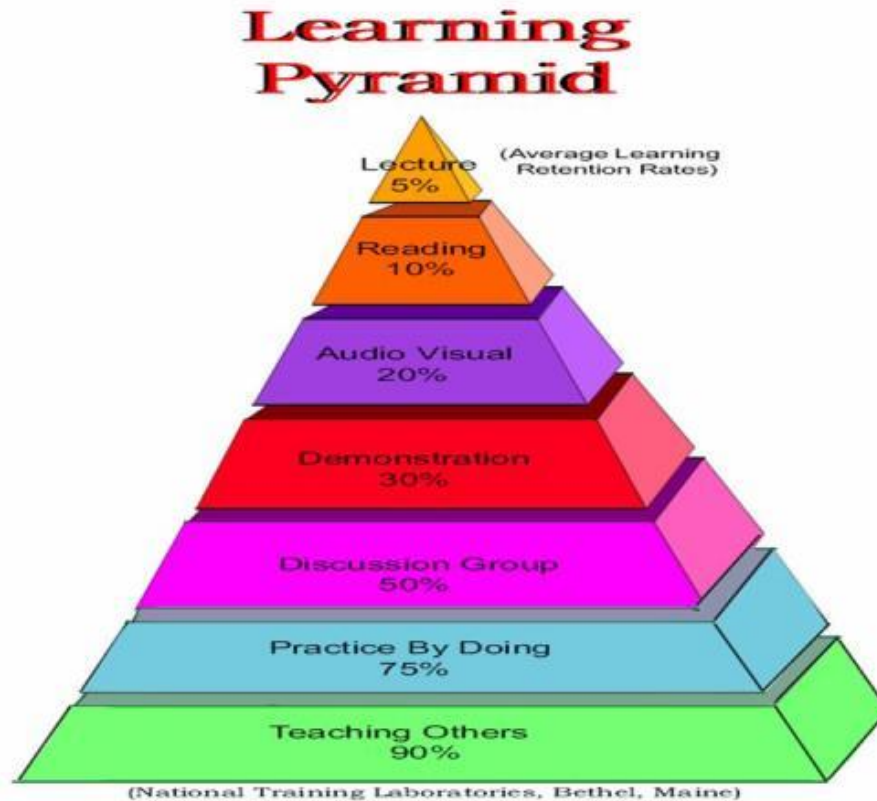 Learning
Pyramid
Lecture
5%
(Average Learning
Retention Rates)
Reading
10%
Audio Visual
20%
Demonstration
30%
Discussion Group
50%
Practice By Doing
75%
Teaching Others
90%
(National Training Laboratories, Bethel, Maine)